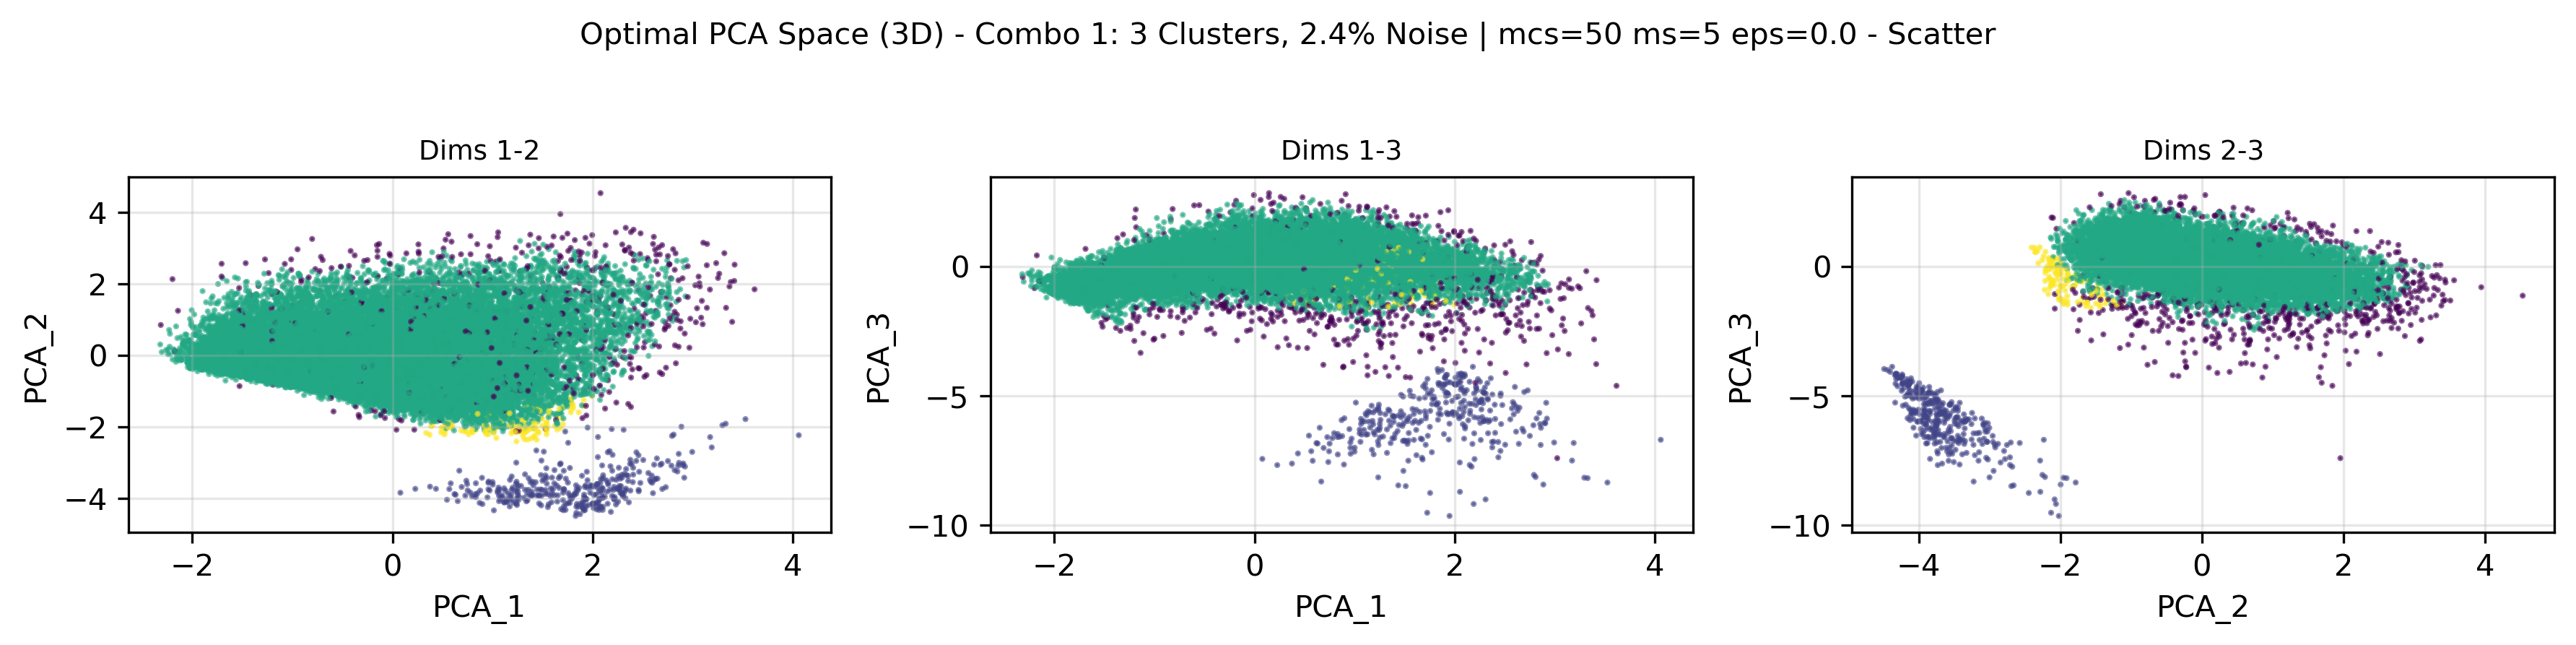 Optimal PCA Space (3D) - Combo 1: 3 Clusters, 2.4% Noise | mcs=50 ms=5 eps=0.0 - Scatter
Dims 1-2
4
2
0
−2
−4
PCA_2
−2 0 2 4
PCA_1
Dims 1-3
0
−5
−10
PCA_3
−2 0 2 4
PCA_1
Dims 2-3
0
−5
−10
PCA_3
−4 −2 0 2 4
PCA_2